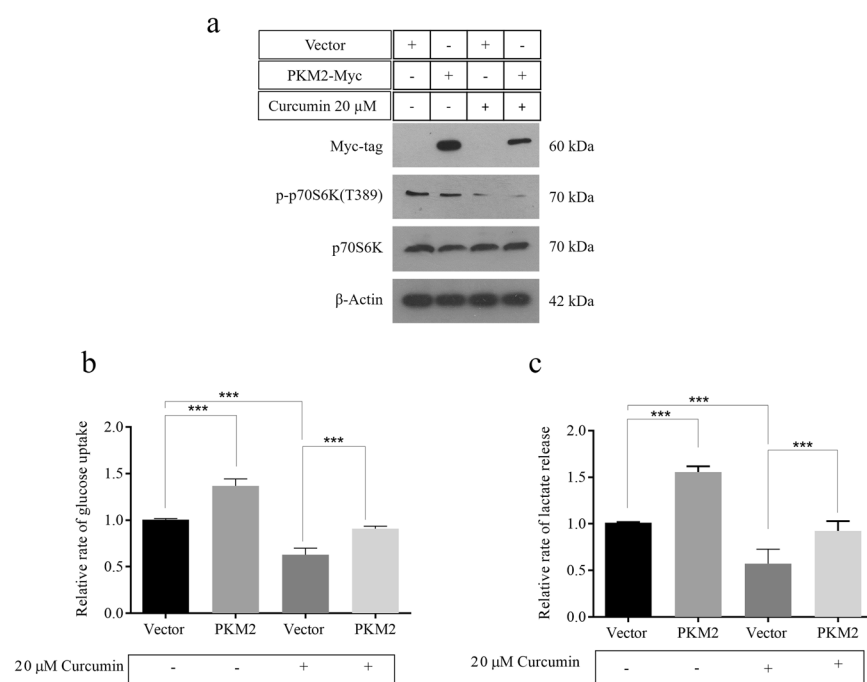 a
Vector + - + -
PKM2-Myc - + - +
Curcumin 20 μM - - + +
Myc-tag 60 kDa
p-p70S6K(T389) 70 kDa
p70S6K 70 kDa
β-Actin 42 kDa
b
***
***
***
Relative rate of glucose uptake
2.0
1.5
1.0
0.5
0.0
Vector PKM2 Vector PKM2
20 μM Curcumin - - + +
c
***
***
***
Relative rate of lactate release
2.0
1.5
1.0
0.5
0.0
Vector PKM2 Vector PKM2
20 μM Curcumin - - + +